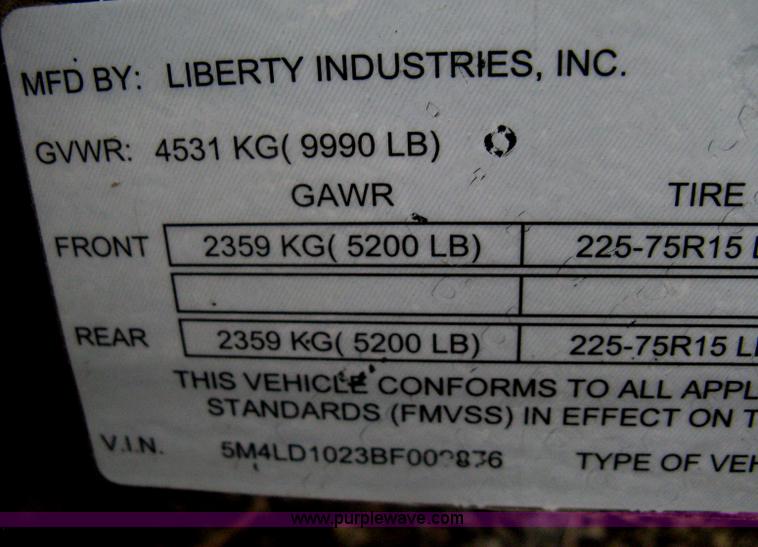 MFD BY: LIBERTY INDUSTRIES, INC.
GVWR: 4531 KG( 9990 LB)
GAWR TIRE
FRONT 2359 KG( 5200 LB) 225-75R15 L
REAR 2359 KG( 5200 LB) 225-75R15 L
THIS VEHICLE CONFORMS TO ALL APPL
STANDARDS (FMVSS) IN EFFECT ON T
V.I.N. TYPE OF VEH
www.purplewave.com